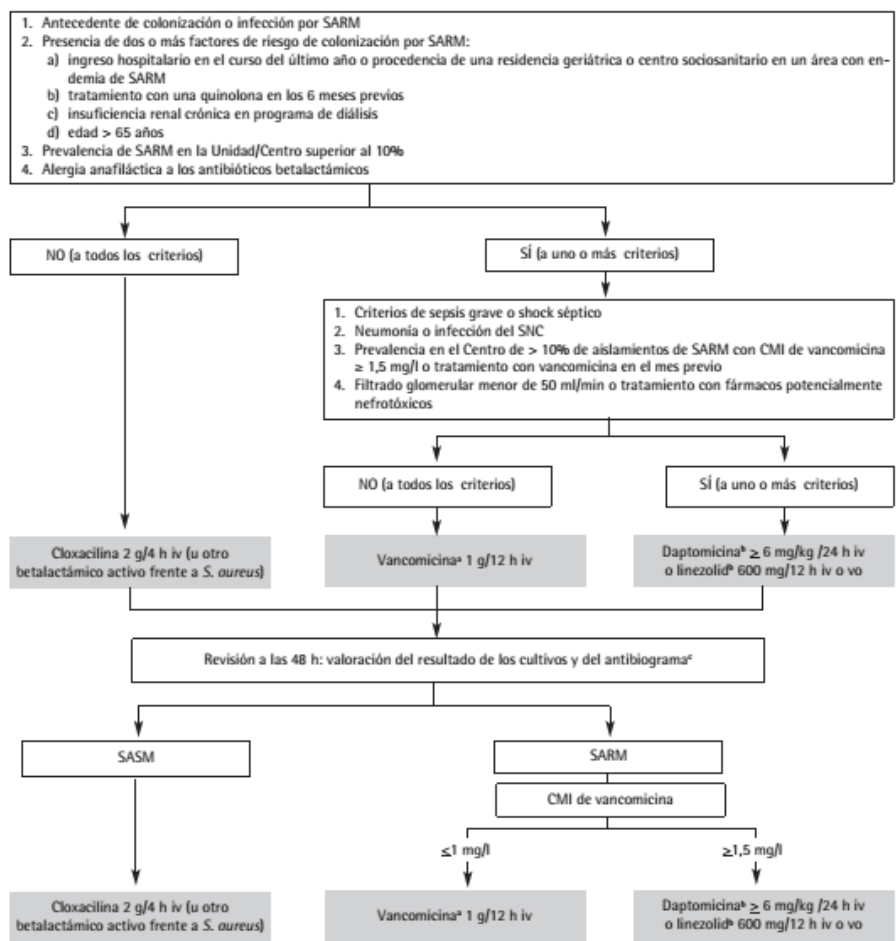 1. Antecedente de colonización o infección por SARM
2. Presencia de dos o más factores de riesgo de colonización por SARM:
a) ingreso hospitalario en el curso del último año o procedencia de una residencia geriátrica o centro sociosanitario en un área con en-
demia de SARM
b) tratamiento con una quinolona en los 6 meses previos
c) insuficiencia renal crónica en programa de diálisis
d) edad > 65 años
3. Prevalencia de SARM en la Unidad/Centro superior al 10%
4. Alergia anafiláctica a los antibióticos betalactámicos
NO (a todos los criterios)
SÍ (a uno o más criterios)
1. Criterios de sepsis grave o shock séptico
2. Neumonía o infección del SNC
3. Prevalencia en el Centro de > 10% de aislamientos de SARM con CMI de vancomicina
≥ 1,5 mg/l o tratamiento con vancomicina en el mes previo
4. Filtrado glomerular menor de 50 ml/min o tratamiento con fármacos potencialmente
nefrotóxicos
NO (a todos los criterios)
SÍ (a uno o más criterios)
Cloxacilina 2 g/4 h iv (u otro
betalactámico activo frente a S. aureus)
Vancomicinaᵃ 1 g/12 h iv
Daptomicinaᵇ ≥ 6 mg/kg /24 h iv
o linezolidᵇ 600 mg/12 h iv o vo
Revisión a las 48 h: valoración del resultado de los cultivos y del antibiogramaᶜ
SASM
SARM
CMI de vancomicina
≤1 mg/l
≥1,5 mg/l
Cloxacilina 2 g/4 h iv (u otro
betalactámico activo frente a S. aureus)
Vancomicinaᵃ 1 g/12 h iv
Daptomicinaᵇ ≥ 6 mg/kg /24 h iv
o linezolidᵇ 600 mg/12 h iv o vo